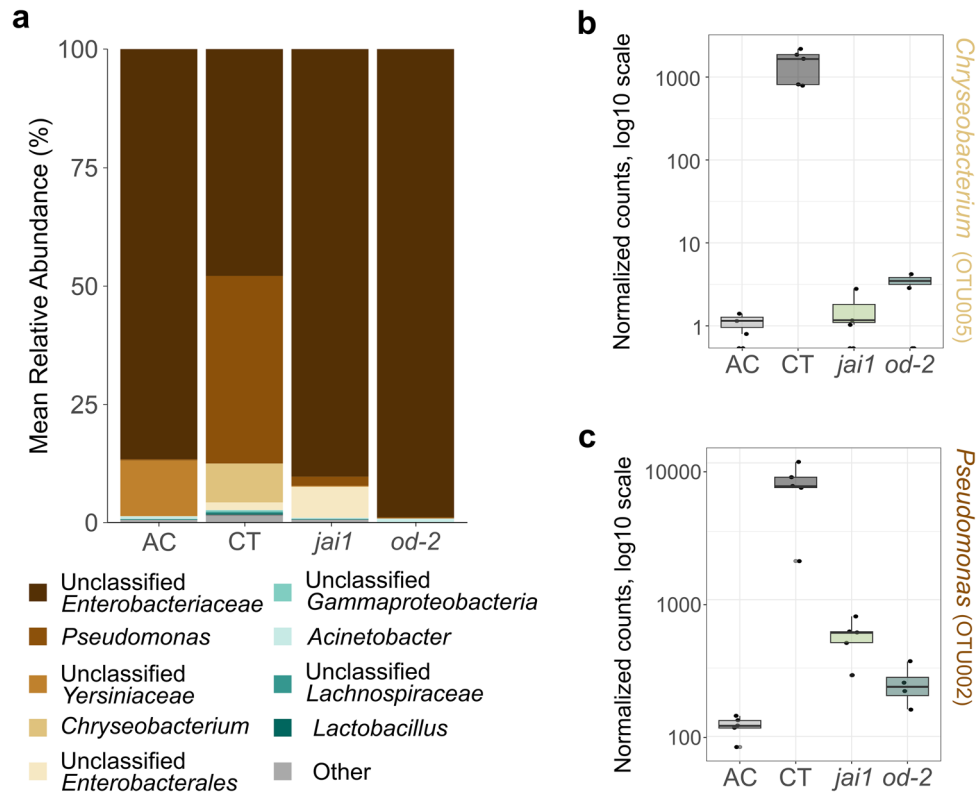 a
Mean Relative Abundance (%)
100
75
50
25
0
AC CT jai1 od-2
Unclassified
Enterobacteriaceae
Pseudomonas
Unclassified
Yersiniaceae
Chryseobacterium
Unclassified
Enterobacterales
Unclassified
Gammaproteobacteria
Acinetobacter
Unclassified
Lachnospiraceae
Lactobacillus
Other
b
Normalized counts, log10 scale
1000
100
10
1
AC CT jai1 od-2
Chryseobacterium (OTU005)
c
Normalized counts, log10 scale
10000
1000
100
AC CT jai1 od-2
Pseudomonas (OTU002)